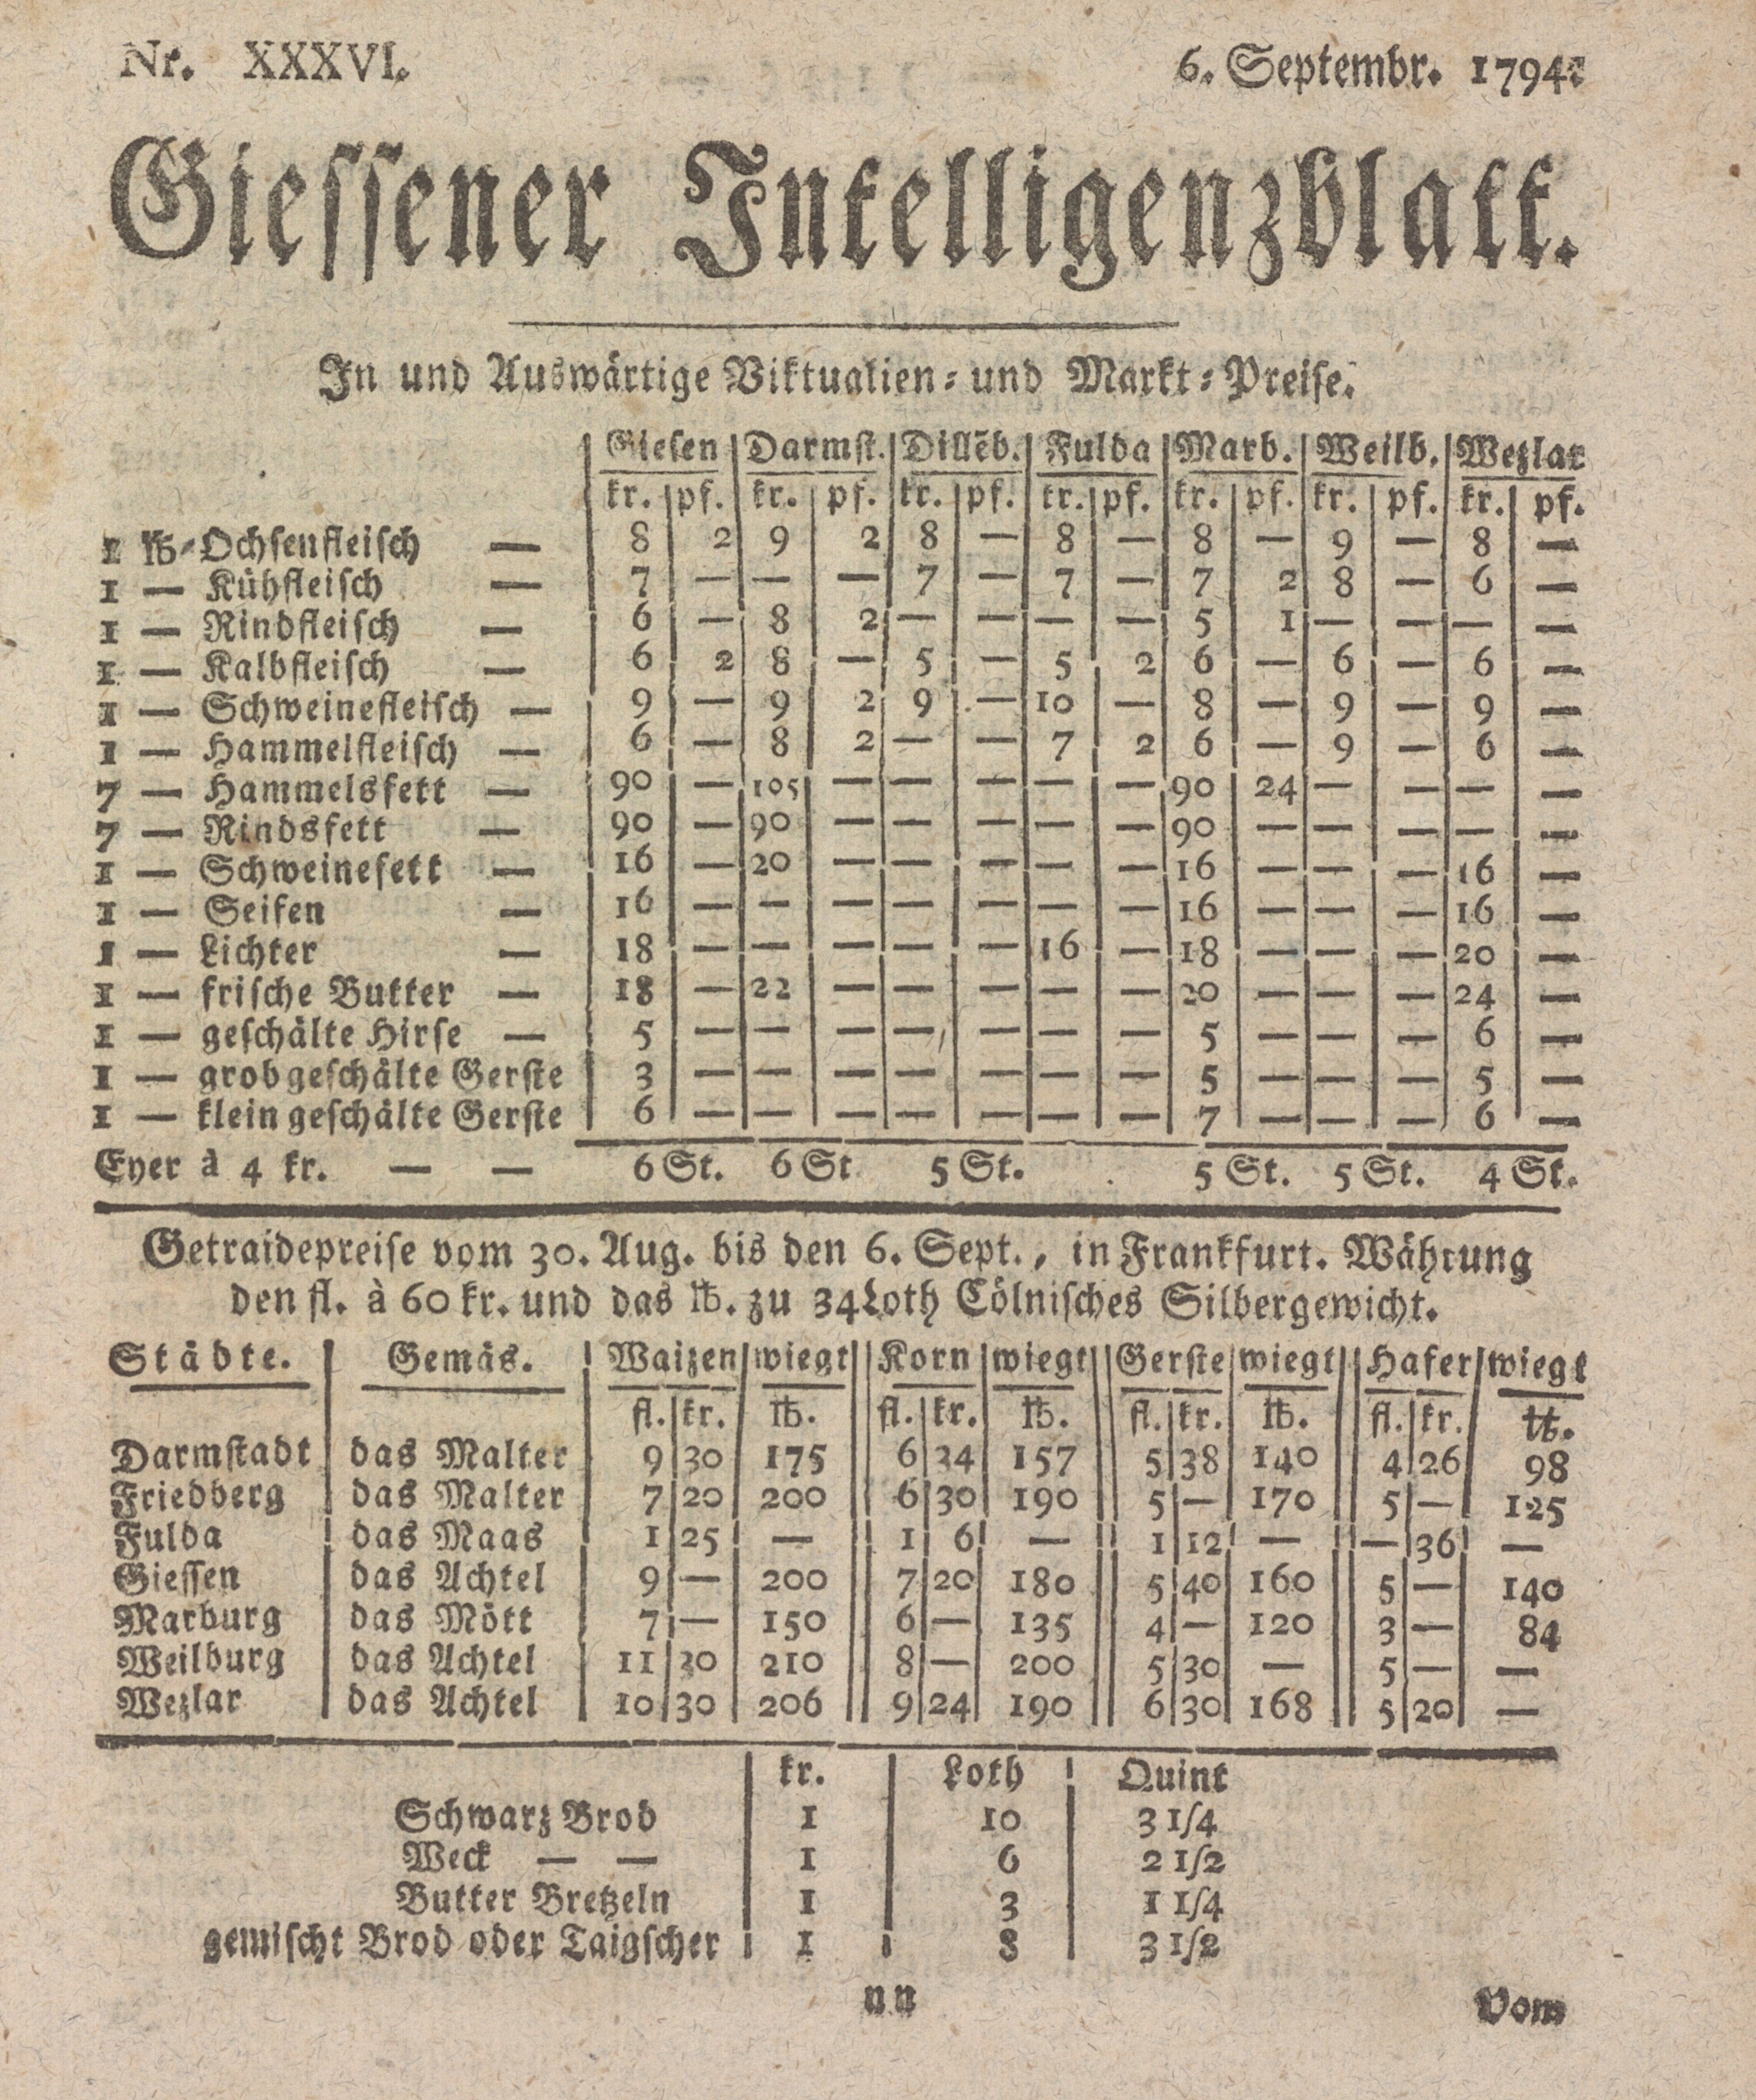 Nr. XXXVI. 6. Septembr. 1794.
Giessener Intelligenzblatt.
In und Auswärtige Viktualien- und Markt-Preise.
Giesen Darmst. Dillēb. Fulda Marb. Weilb. Wezlar
kr. pf. kr. pf. kr. pf. kr. pf. kr. pf. kr. pf. kr. pf.
1 ℔-Ochsenfleisch — 8 2 9 2 8 — 8 — 8 — 9 — 8 —
1 — Kühfleisch — 7 — — — 7 — 7 — 7 2 8 — 6 —
1 — Rindfleisch — 6 — 8 2 — — — — 5 1 — — — —
1 — Kalbfleisch — 6 2 8 — 5 — 5 2 6 — 6 — 6 —
1 — Schweinefleisch — 9 — 9 2 9 — 10 — 8 — 9 — 9 —
1 — Hammelfleisch — 6 — 8 2 — — 7 2 6 — 9 — 6 —
7 — Hammelsfett — 90 — 105 — — — — — 90 24 — — — —
7 — Rindsfett — 90 — 90 — — — — — 90 — — — — —
1 — Schweinefett — 16 — 20 — — — — — 16 — — — 16 —
1 — Seifen — 16 — — — — — — — 16 — — — 16 —
1 — Lichter — 18 — — — — — 16 — 18 — — — 20 —
1 — frische Butter — 18 — 22 — — — — — 20 — — — 24 —
1 — geschälte Hirse — 5 — — — — — — — 5 — — — 6 —
1 — grob geschälte Gerste 3 — — — — — — — 5 — — — 5 —
1 — klein geschälte Gerste 6 — — — — — — — 7 — — — 6 —
Eyer à 4 kr. — — 6 St. 6 St 5 St. 5 St. 5 St. 4 St.
Getraidepreise vom 30. Aug. bis den 6. Sept., in Frankfurt. Währung
den fl. à 60 kr. und das ℔. zu 34 Loth Cölnisches Silbergewicht.
Städte. Gemäs. Waizen wiegt Korn wiegt Gerste wiegt Hafer wiegt
fl. kr. ℔. fl. kr. ℔. fl. kr. ℔. fl. kr. ℔.
Darmstadt das Malter 9 30 175 6 34 157 5 38 140 4 26 98
Friedberg das Malter 7 20 200 6 30 190 5 — 170 5 — 125
Fulda das Maas 1 25 — 1 6 — 1 12 — — 36 —
Giessen das Achtel 9 — 200 7 20 180 5 40 160 5 — 140
Marburg das Mött 7 — 150 6 — 135 4 — 120 3 — 84
Weilburg das Achtel 11 30 210 8 — 200 5 30 — 5 — —
Wezlar das Achtel 10 30 206 9 24 190 6 30 168 5 20 —
kr. Loth Quint
Schwarz Brod 1 10 3 1/4
Weck — — 1 6 2 1/2
Butter Bretzeln 1 3 1 1/4
gemischt Brod oder Taigscher 1 8 3 1/2
nn Vom